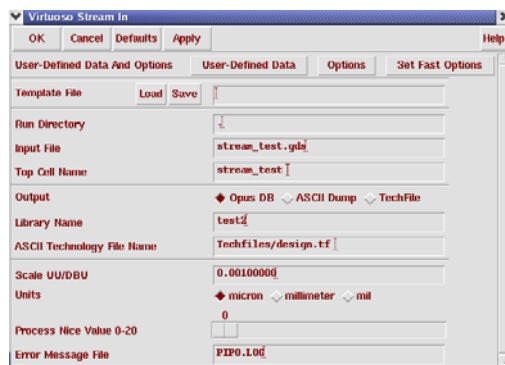 Virtuoso Stream In
OK Cancel Defaults Apply Help
User-Defined Data And Options User-Defined Data Options Set Fast Options
Template File Load Save
Run Directory .
Input File stream_test.gds
Top Cell Name stream_test
Output Opus DB ASCII Dump TechFile
Library Name test2
ASCII Technology File Name Techfiles/design.tf
Scale UU/DBU 0.00100000
Units micron millimeter mil
0
Process Nice Value 0-20
Error Message File PIPO.LOG